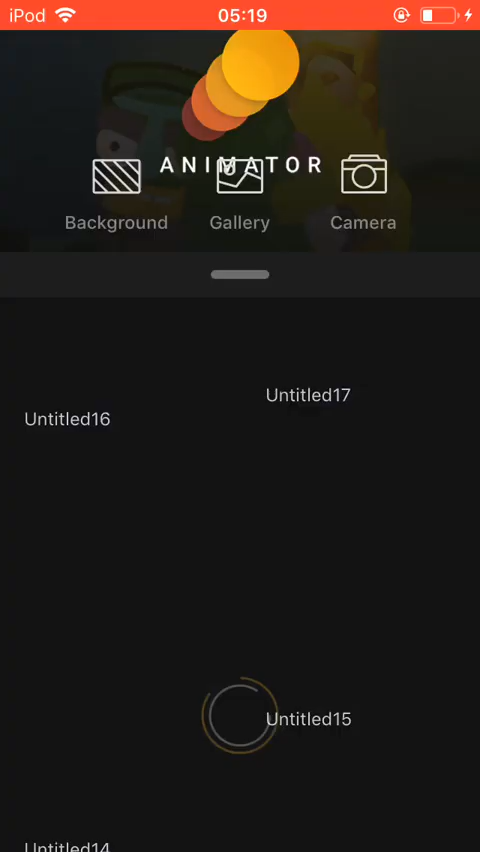 iPod 05:19
ANIMATOR
Background Gallery Camera
Untitled17
Untitled16
Untitled15
Untitled14